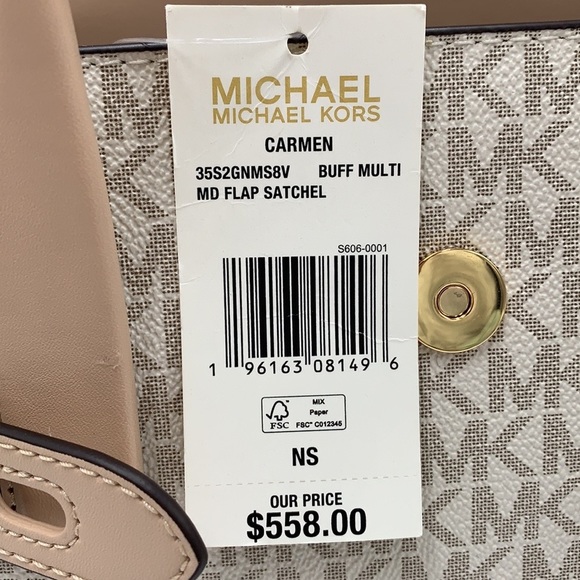 MICHAEL
MICHAEL KORS
CARMEN
35S2GNMS8V BUFF MULTI
MD FLAP SATCHEL
S606-0001
1 96163 08149 6
FSC
MIX
Paper
FSC® C012345
NS
OUR PRICE
$558.00